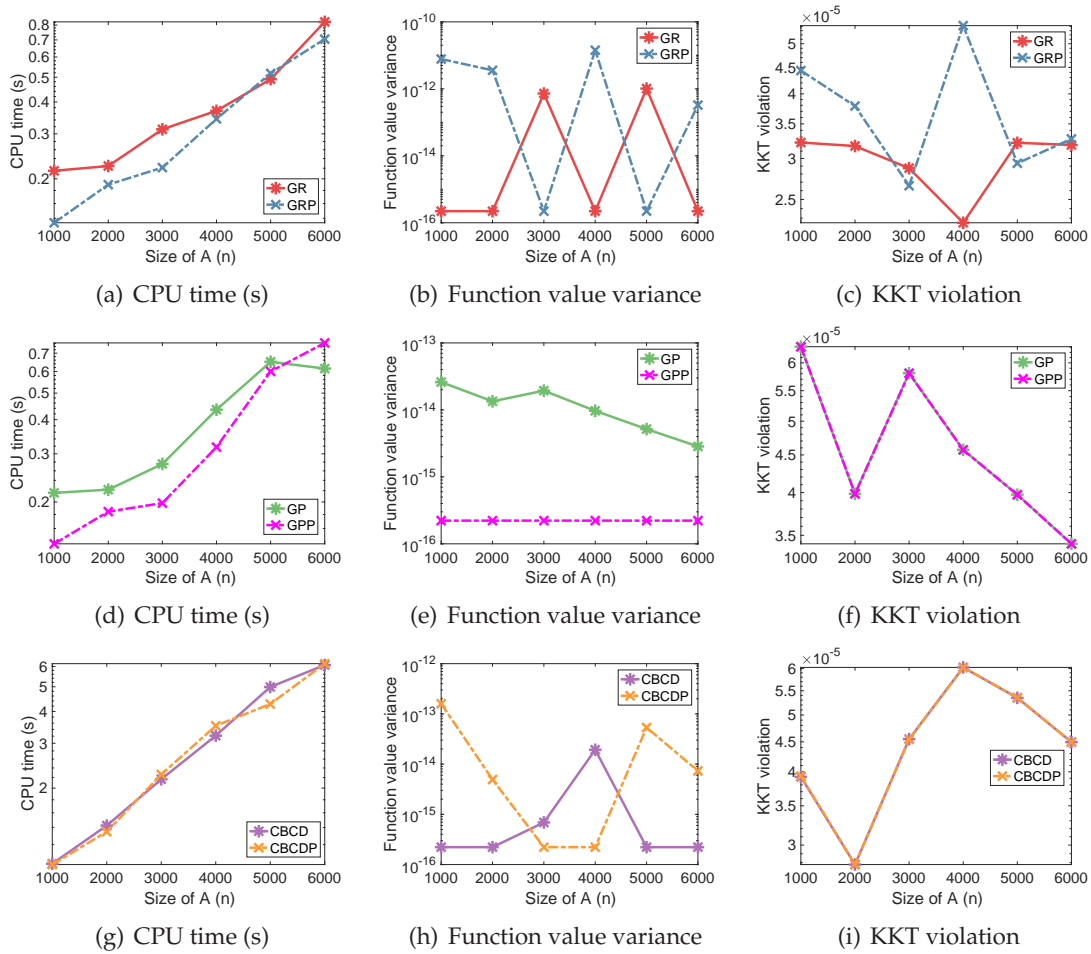 CPU time (s)
0.8
0.7
0.5
0.4
0.3
0.2
GR
GRP
1000 2000 3000 4000 5000 6000
Size of A (n)
(a) CPU time (s)
Function value variance
10-10
10-12
10-14
10-16
GR
GRP
1000 2000 3000 4000 5000 6000
Size of A (n)
(b) Function value variance
KKT violation
×10-5
5
4.5
4
3.5
3
2.5
GR
GRP
1000 2000 3000 4000 5000 6000
Size of A (n)
(c) KKT violation
CPU time (s)
0.7
0.6
0.5
0.4
0.3
0.2
GP
GPP
1000 2000 3000 4000 5000 6000
Size of A (n)
(d) CPU time (s)
Function value variance
10-13
10-14
10-15
10-16
GP
GPP
1000 2000 3000 4000 5000 6000
Size of A (n)
(e) Function value variance
KKT violation
×10-5
6
5.5
5
4.5
4
3.5
GP
GPP
1000 2000 3000 4000 5000 6000
Size of A (n)
(f) KKT violation
CPU time (s)
6
5
4
3
2
CBCD
CBCDP
1000 2000 3000 4000 5000 6000
Size of A (n)
(g) CPU time (s)
Function value variance
10-12
10-13
10-14
10-15
10-16
CBCD
CBCDP
1000 2000 3000 4000 5000 6000
Size of A (n)
(h) Function value variance
KKT violation
×10-5
6
5.5
5
4.5
4
3.5
3
CBCD
CBCDP
1000 2000 3000 4000 5000 6000
Size of A (n)
(i) KKT violation